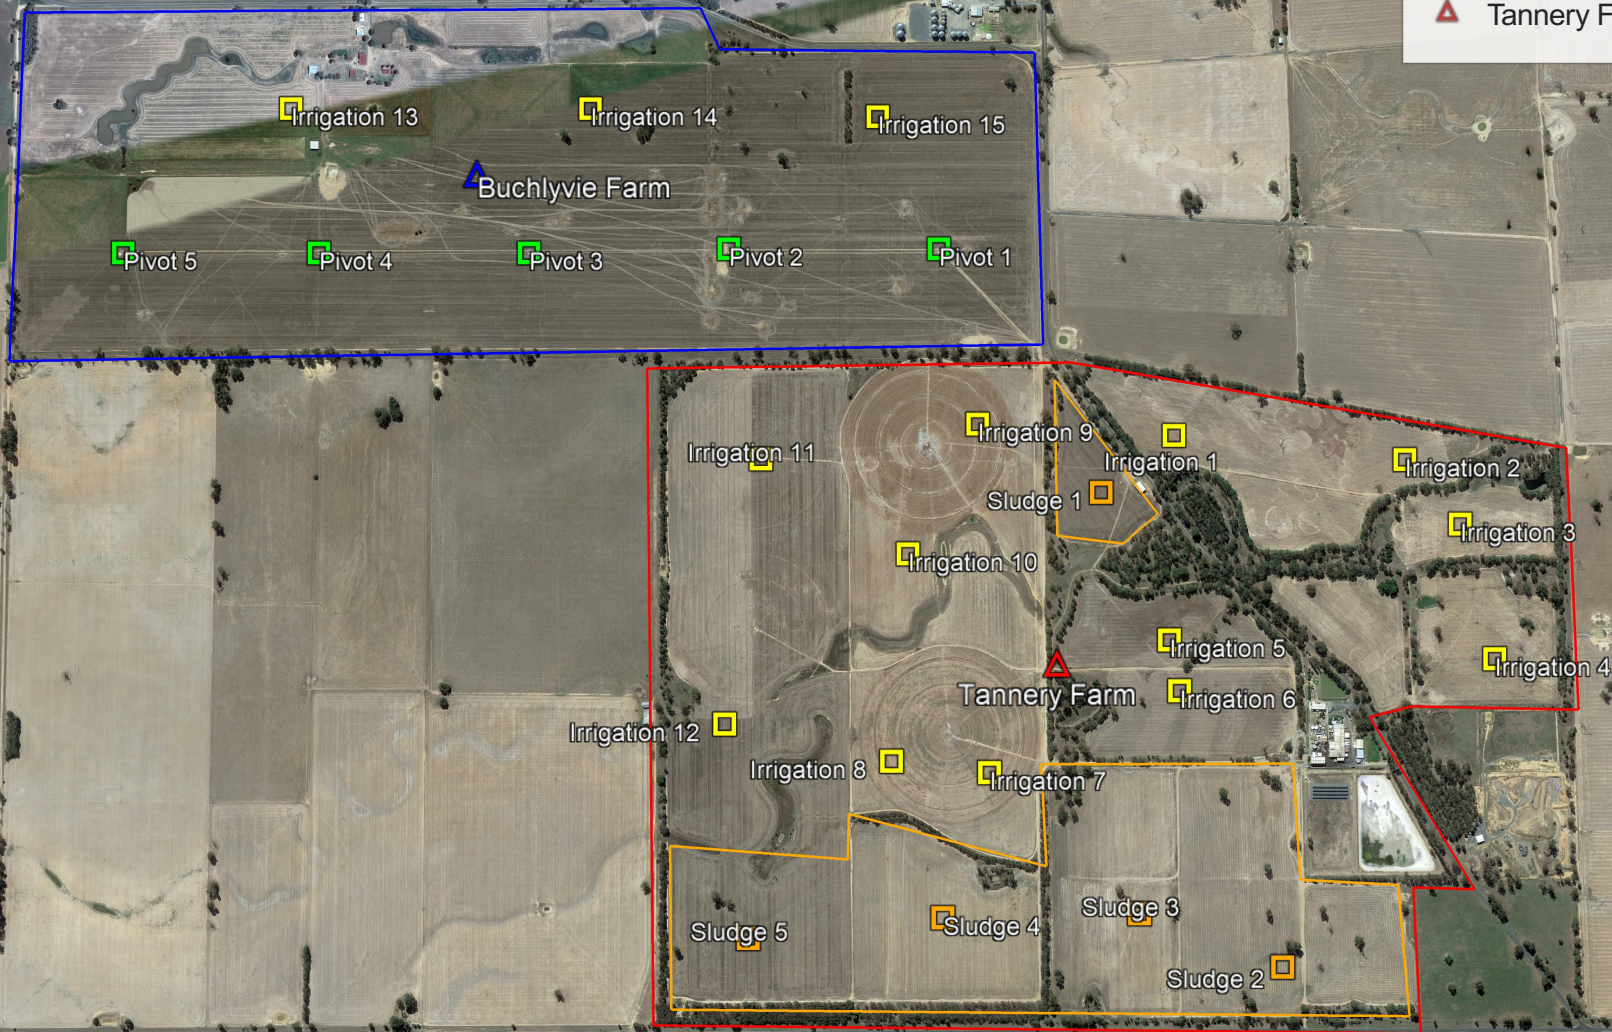 Tannery F
Irrigation 13
Irrigation 14
Irrigation 15
Buchlyvie Farm
Pivot 5
Pivot 4
Pivot 3
Pivot 2
Pivot 1
Irrigation 11
Irrigation 9
Irrigation 1
Irrigation 2
Sludge 1
Irrigation 3
Irrigation 10
Irrigation 5
Irrigation 4
Tannery Farm
Irrigation 6
Irrigation 12
Irrigation 8
Irrigation 7
Sludge 3
Sludge 4
Sludge 5
Sludge 2